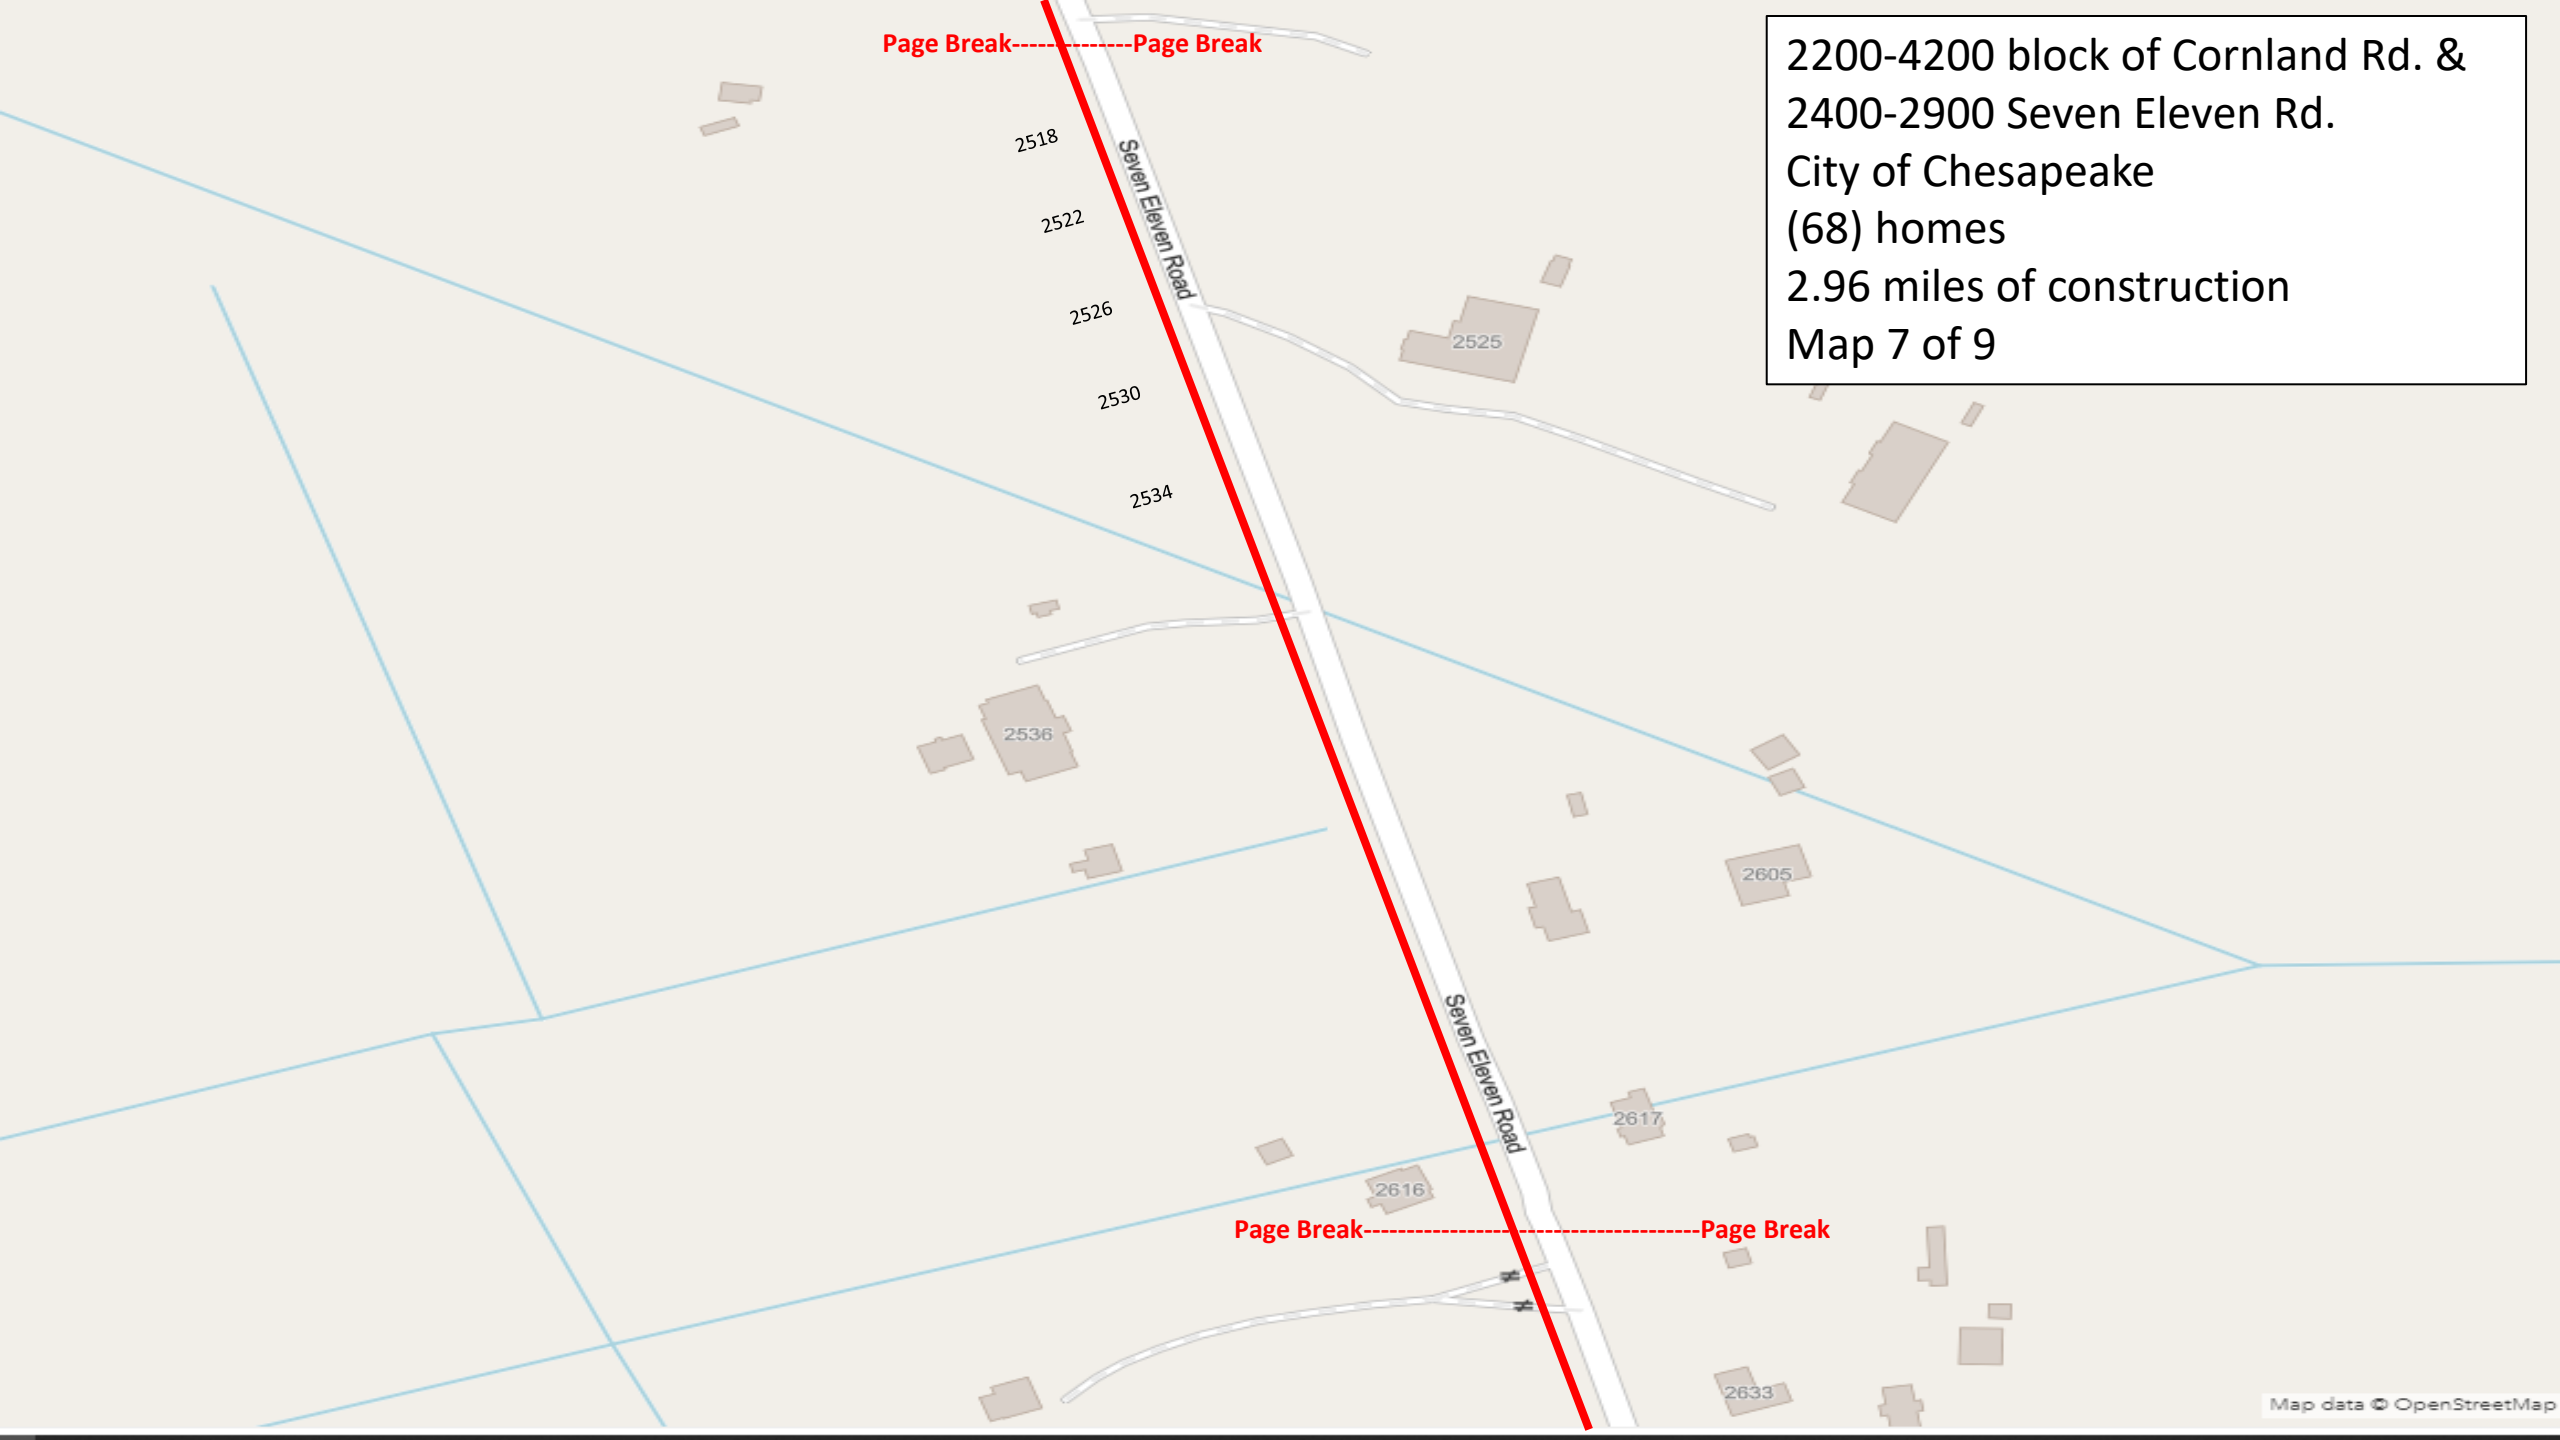 Page Break--------------Page Break
2200-4200 block of Cornland Rd. &
2400-2900 Seven Eleven Rd.
City of Chesapeake
(68) homes
2.96 miles of construction
Map 7 of 9
2518
Seven Eleven Road
2522
2526
2525
2530
2534
2536
2605
Seven Eleven Road
2617
2616
Page Break---------------------------------------Page Break
2633
Map data © OpenStreetMap